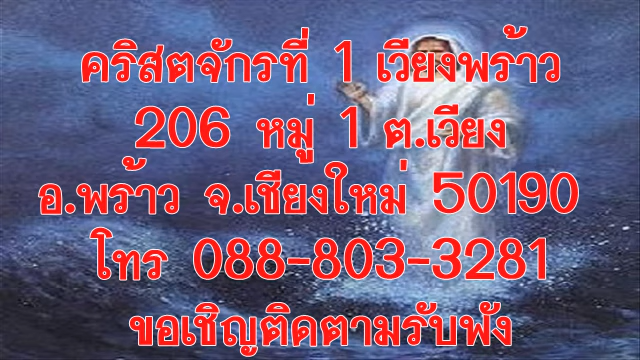 คริสตจักรที่ 1 เวียงพร้าว
206 หมู่ 1 ต.เวียง
อ.พร้าว จ.เชียงใหม่ 50190
โทร 088-803-3281
ขอเชิญติดตามรับฟัง